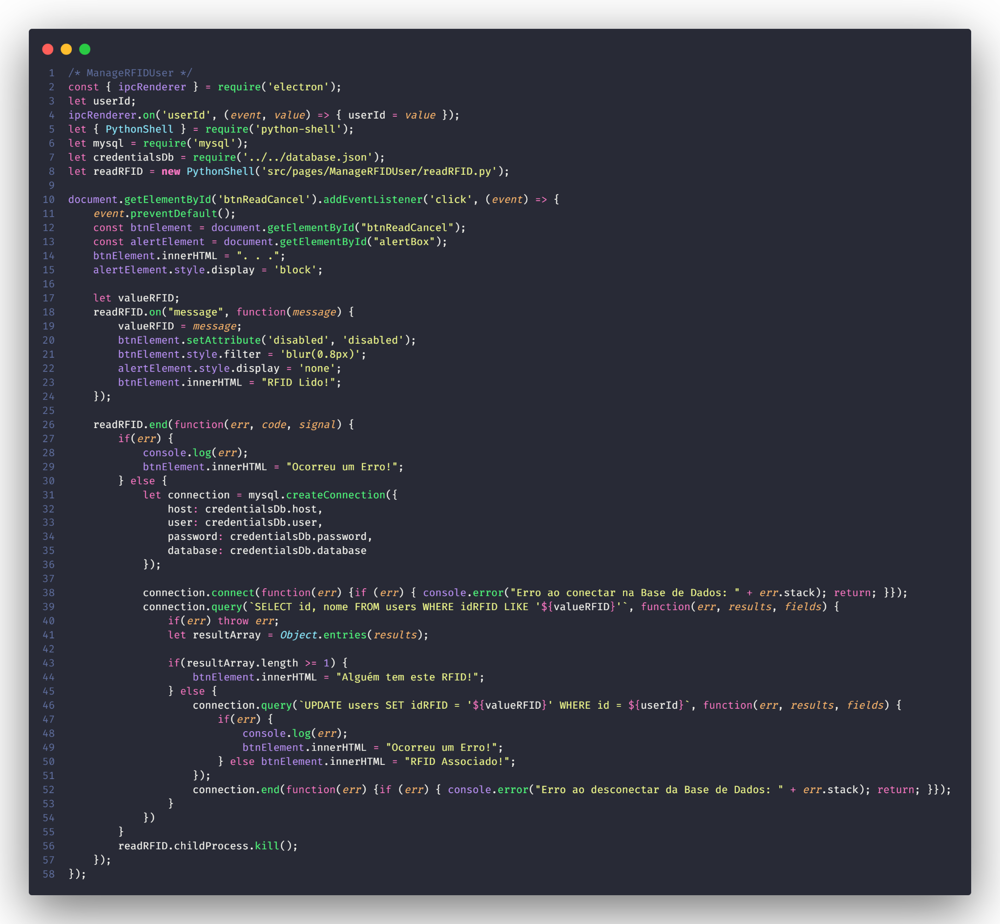 1 /* ManageRFIDUser */
2 const { ipcRenderer } = require('electron');
3 let userId;
4 ipcRenderer.on('userId', (event, value) => { userId = value });
5 let { PythonShell } = require('python-shell');
6 let mysql = require('mysql');
7 let credentialsDb = require('../../database.json');
8 let readRFID = new PythonShell('src/pages/ManageRFIDUser/readRFID.py');
9
10 document.getElementById('btnReadCancel').addEventListener('click', (event) => {
11     event.preventDefault();
12     const btnElement = document.getElementById("btnReadCancel");
13     const alertElement = document.getElementById("alertBox");
14     btnElement.innerHTML = ". . .";
15     alertElement.style.display = 'block';
16
17     let valueRFID;
18     readRFID.on("message", function(message) {
19         valueRFID = message;
20         btnElement.setAttribute('disabled', 'disabled');
21         btnElement.style.filter = 'blur(0.8px)';
22         alertElement.style.display = 'none';
23         btnElement.innerHTML = "RFID Lido!";
24     });
25
26     readRFID.end(function(err, code, signal) {
27         if(err) {
28             console.log(err);
29             btnElement.innerHTML = "Ocorreu um Erro!";
30         } else {
31             let connection = mysql.createConnection({
32                 host: credentialsDb.host,
33                 user: credentialsDb.user,
34                 password: credentialsDb.password,
35                 database: credentialsDb.database
36             });
37
38             connection.connect(function(err) {if (err) { console.error("Erro ao conectar na Base de Dados: " + err.stack); return; }});
39             connection.query(`SELECT id, nome FROM users WHERE idRFID LIKE '${valueRFID}'`, function(err, results, fields) {
40                 if(err) throw err;
41                 let resultArray = Object.entries(results);
42
43                 if(resultArray.length >= 1) {
44                     btnElement.innerHTML = "Alguém tem este RFID!";
45                 } else {
46                     connection.query(`UPDATE users SET idRFID = '${valueRFID}' WHERE id = ${userId}`, function(err, results, fields) {
47                         if(err) {
48                             console.log(err);
49                             btnElement.innerHTML = "Ocorreu um Erro!";
50                         } else btnElement.innerHTML = "RFID Associado!";
51                     });
52                     connection.end(function(err) {if (err) { console.error("Erro ao desconectar da Base de Dados: " + err.stack); return; }});
53                 }
54             })
55         }
56         readRFID.childProcess.kill();
57     });
58 });